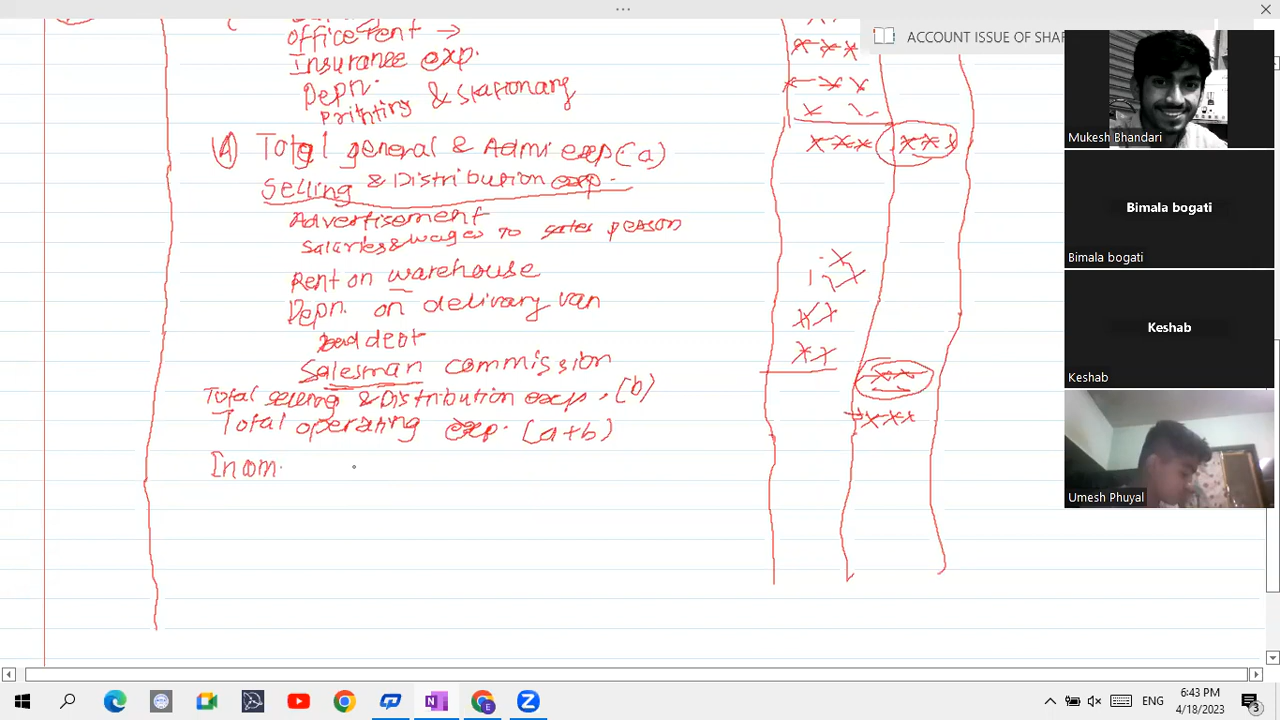 ACCOUNT ISSUE OF SHAR
office rent →
Insurance exp.
Depn.
printing & stationary
(A) Total general & Admi exp (a)
Selling & Distribution exp.
Advertisement
Salaries & wages to sales person
Rent on warehouse
Depn. on delivary van
bad debt
Salesman commission
Total selling & Distribution exp. (b)
Total operating exp. (a+b)
Incom.
Mukesh Bhandari
Bimala bogati
Bimala bogati
Keshab
Keshab
Umesh Phuyal
ENG
6:43 PM
4/18/2023
3